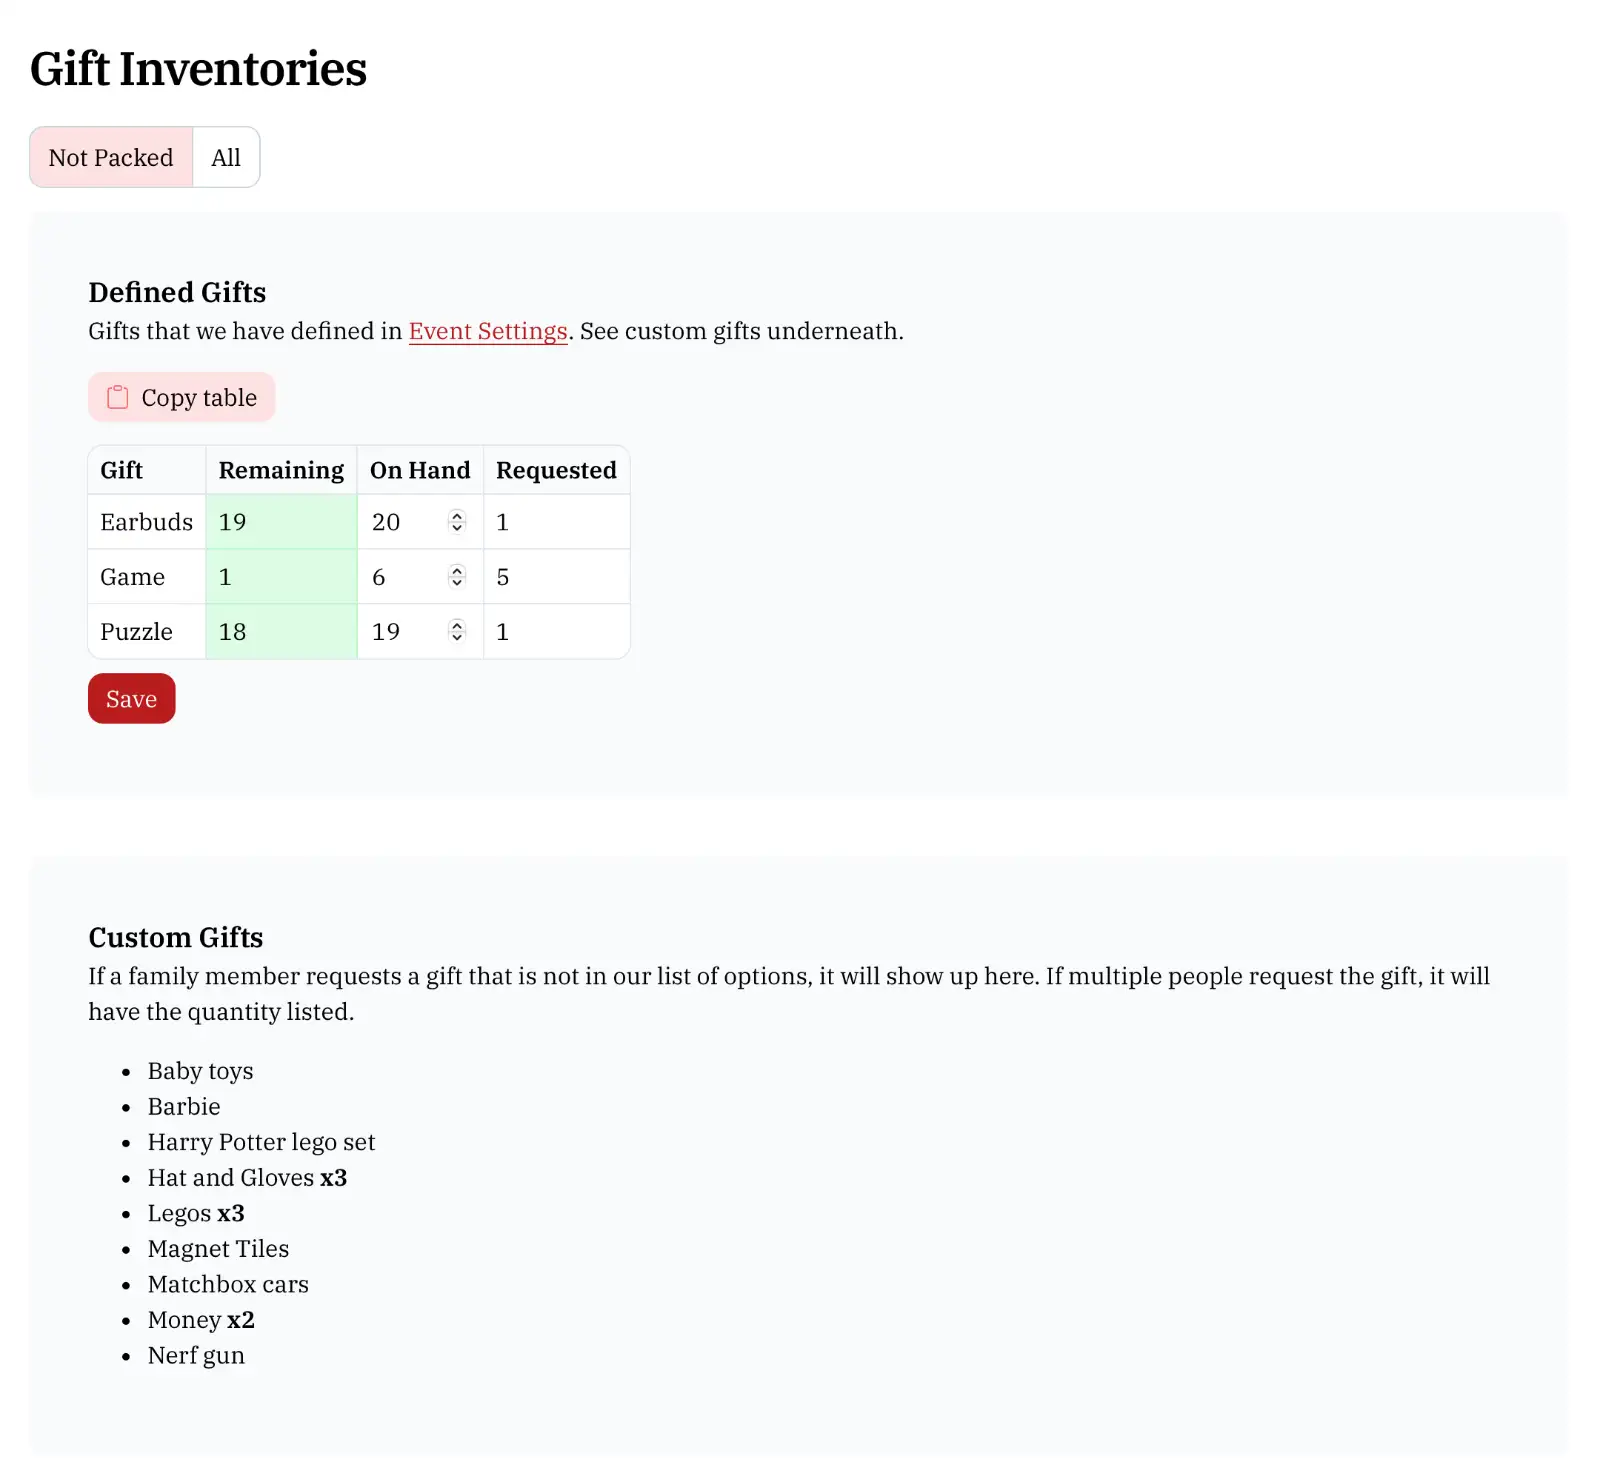 Gift Inventories
Not Packed All
Defined Gifts
Gifts that we have defined in Event Settings. See custom gifts underneath.
Copy table
Gift Remaining On Hand Requested
Earbuds 19 20 1
Game 1 6 5
Puzzle 18 19 1
Save
Custom Gifts
If a family member requests a gift that is not in our list of options, it will show up here. If multiple people request the gift, it will
have the quantity listed.
• Baby toys
• Barbie
• Harry Potter lego set
• Hat and Gloves x3
• Legos x3
• Magnet Tiles
• Matchbox cars
• Money x2
• Nerf gun